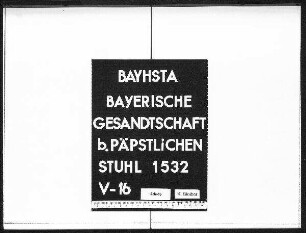 BAYHSTA
BAYERISCHE
GESANDTSCHAFT
b. PÄPSTLiCHEN
STUHL 1532
V-16